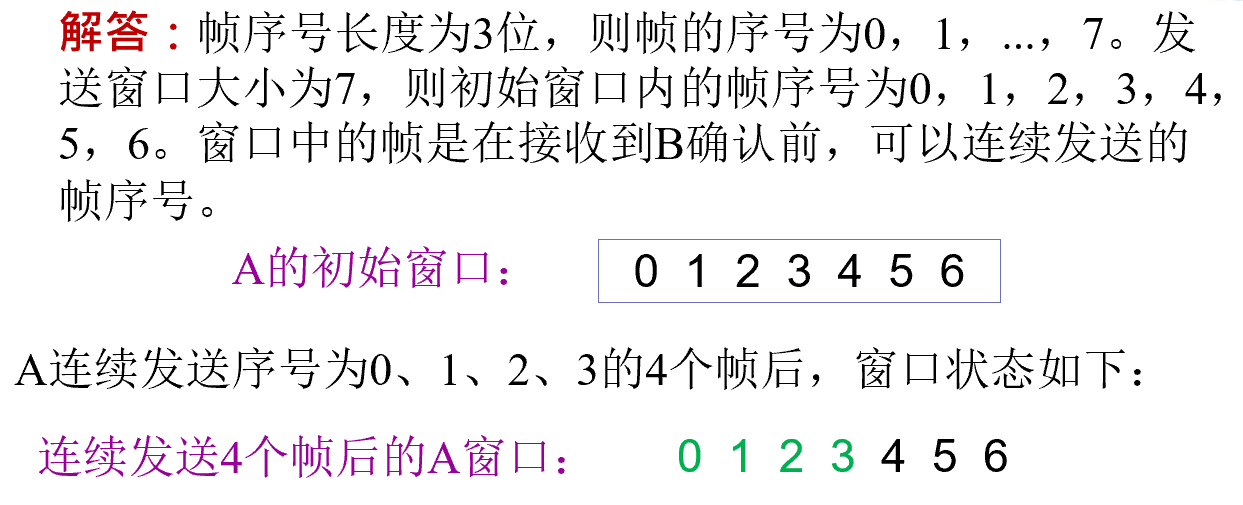 解答：帧序号长度为3位，则帧的序号为0，1，...，7。发
送窗口大小为7，则初始窗口内的帧序号为0，1，2，3，4，
5，6。窗口中的帧是在接收到B确认前，可以连续发送的
帧序号。
A的初始窗口： 0 1 2 3 4 5 6
A连续发送序号为0、1、2、3的4个帧后，窗口状态如下：
连续发送4个帧后的A窗口： 0 1 2 3 4 5 6